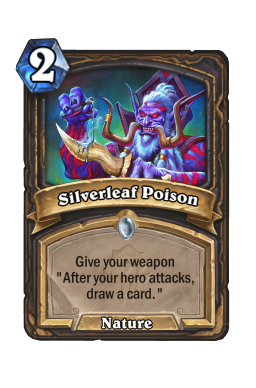 2
Silverleaf Poison
Give your weapon
"After your hero attacks,
draw a card."
Nature